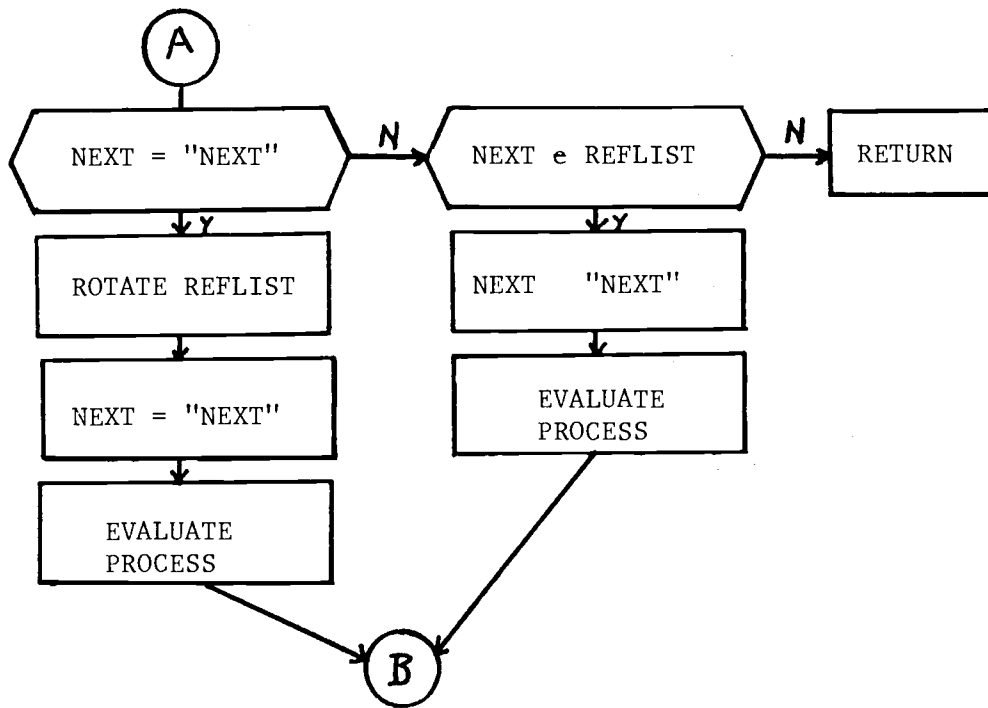 A
NEXT = "NEXT"
N
NEXT e REFLIST
N
RETURN
Y
ROTATE REFLIST
NEXT = "NEXT"
EVALUATE
PROCESS
Y
NEXT "NEXT"
EVALUATE
PROCESS
B